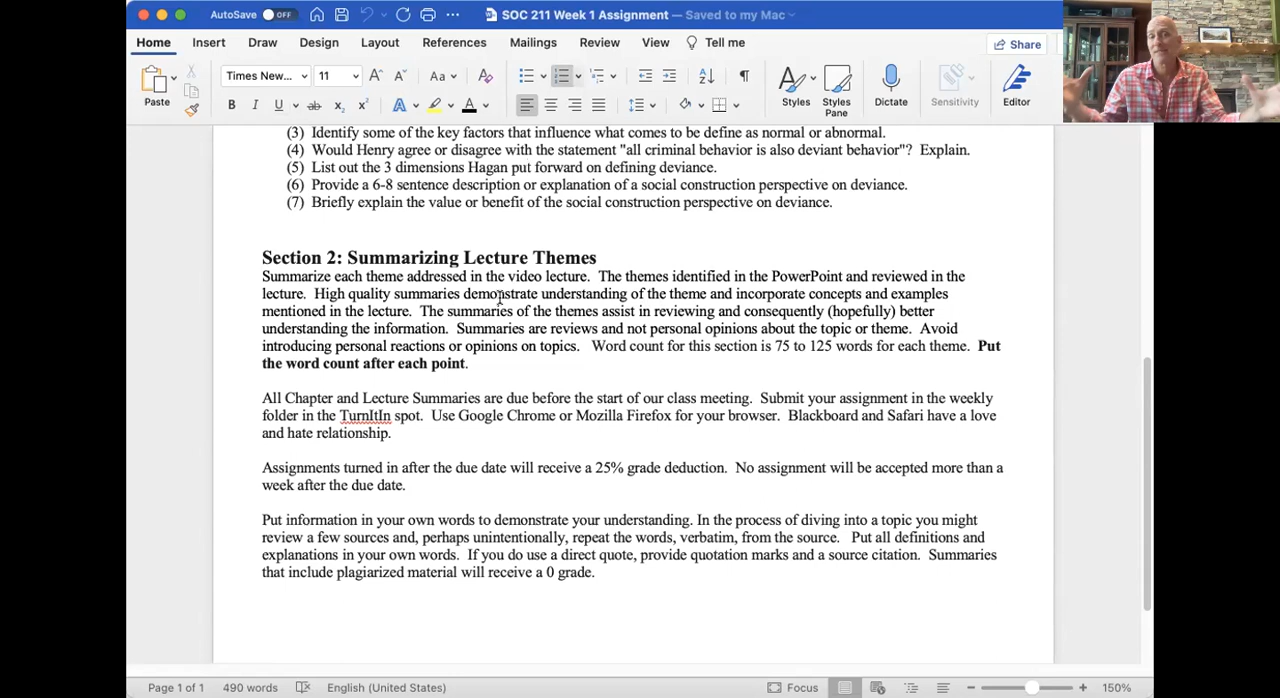 AutoSave OFF SOC 211 Week 1 Assignment — Saved to my Mac
Home Insert Draw Design Layout References Mailings Review View Tell me Share
Times New... 11 Aa
Paste B I U ab x₂ x² A A Styles Styles Pane Dictate Sensitivity Editor
(3) Identify some of the key factors that influence what comes to be define as normal or abnormal.
(4) Would Henry agree or disagree with the statement "all criminal behavior is also deviant behavior"? Explain.
(5) List out the 3 dimensions Hagan put forward on defining deviance.
(6) Provide a 6-8 sentence description or explanation of a social construction perspective on deviance.
(7) Briefly explain the value or benefit of the social construction perspective on deviance.
Section 2: Summarizing Lecture Themes
Summarize each theme addressed in the video lecture. The themes identified in the PowerPoint and reviewed in the
lecture. High quality summaries demonstrate understanding of the theme and incorporate concepts and examples
mentioned in the lecture. The summaries of the themes assist in reviewing and consequently (hopefully) better
understanding the information. Summaries are reviews and not personal opinions about the topic or theme. Avoid
introducing personal reactions or opinions on topics. Word count for this section is 75 to 125 words for each theme. Put
the word count after each point.
All Chapter and Lecture Summaries are due before the start of our class meeting. Submit your assignment in the weekly
folder in the TurnItIn spot. Use Google Chrome or Mozilla Firefox for your browser. Blackboard and Safari have a love
and hate relationship.
Assignments turned in after the due date will receive a 25% grade deduction. No assignment will be accepted more than a
week after the due date.
Put information in your own words to demonstrate your understanding. In the process of diving into a topic you might
review a few sources and, perhaps unintentionally, repeat the words, verbatim, from the source. Put all definitions and
explanations in your own words. If you do use a direct quote, provide quotation marks and a source citation. Summaries
that include plagiarized material will receive a 0 grade.
Page 1 of 1 490 words English (United States) Focus 150%